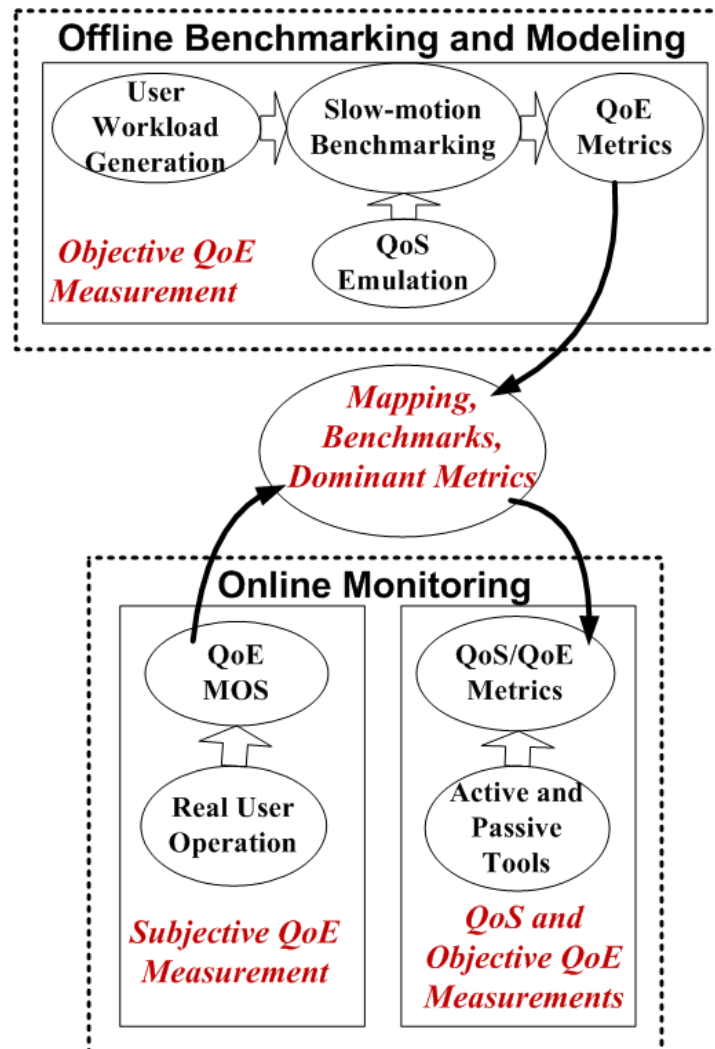 Offline Benchmarking and Modeling
User
Workload
Generation
Slow-motion
Benchmarking
QoE
Metrics
Objective QoE
Measurement
QoS
Emulation
Mapping,
Benchmarks,
Dominant Metrics
Online Monitoring
QoE
MOS
Real User
Operation
Subjective QoE
Measurement
QoS/QoE
Metrics
Active and
Passive
Tools
QoS and
Objective QoE
Measurements